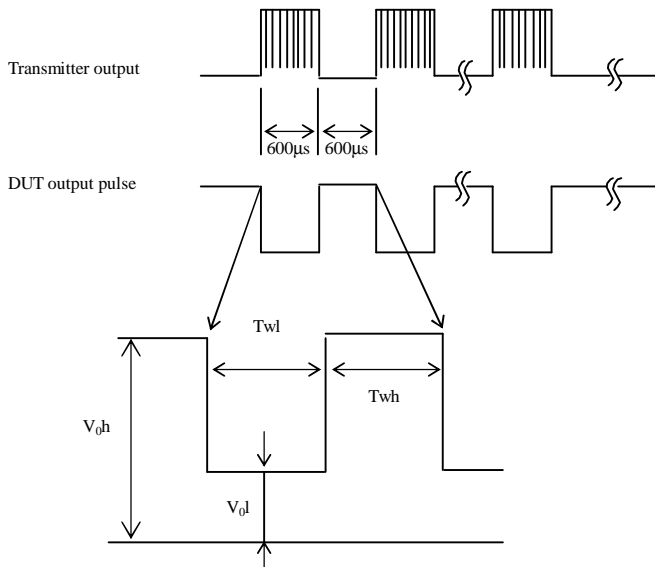 Transmitter output
600µs 600µs
DUT output pulse
Twl
Twh
V₀h
V₀l